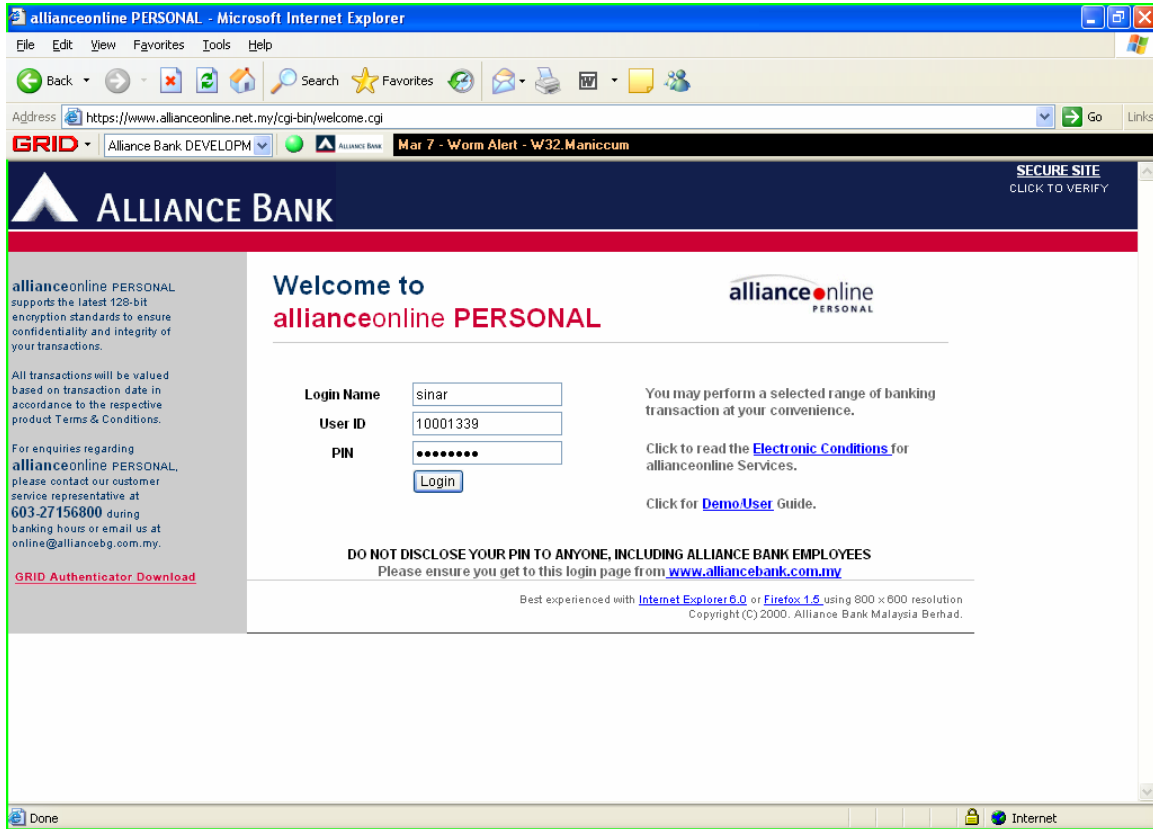 allianceonline PERSONAL - Microsoft Internet Explorer
File Edit View Favorites Tools Help
Back Search Favorites
Address https://www.allianceonline.net.my/cgi-bin/welcome.cgi Go Links
GRID Alliance Bank DEVELOPM ALLIANCE BANK Mar 7 - Worm Alert - W32.Maniccum
SECURE SITE
CLICK TO VERIFY
ALLIANCE BANK
allianceonline PERSONAL
supports the latest 128-bit
encryption standards to ensure
confidentiality and integrity of
your transactions.
All transactions will be valued
based on transaction date in
accordance to the respective
product Terms & Conditions.
For enquiries regarding
allianceonline PERSONAL,
please contact our customer
service representative at
603-27156800 during
banking hours or email us at
online@alliancebg.com.my.
GRID Authenticator Download
Welcome to
allianceonline PERSONAL
alliance online
PERSONAL
Login Name sinar
User ID 10001339
PIN ••••••••
Login
You may perform a selected range of banking
transaction at your convenience.
Click to read the Electronic Conditions for
allianceonline Services.
Click for Demo/User Guide.
DO NOT DISCLOSE YOUR PIN TO ANYONE, INCLUDING ALLIANCE BANK EMPLOYEES
Please ensure you get to this login page from www.alliancebank.com.my
Best experienced with Internet Explorer 6.0 or Firefox 1.5 using 800 x 600 resolution
Copyright (C) 2000. Alliance Bank Malaysia Berhad.
Done Internet